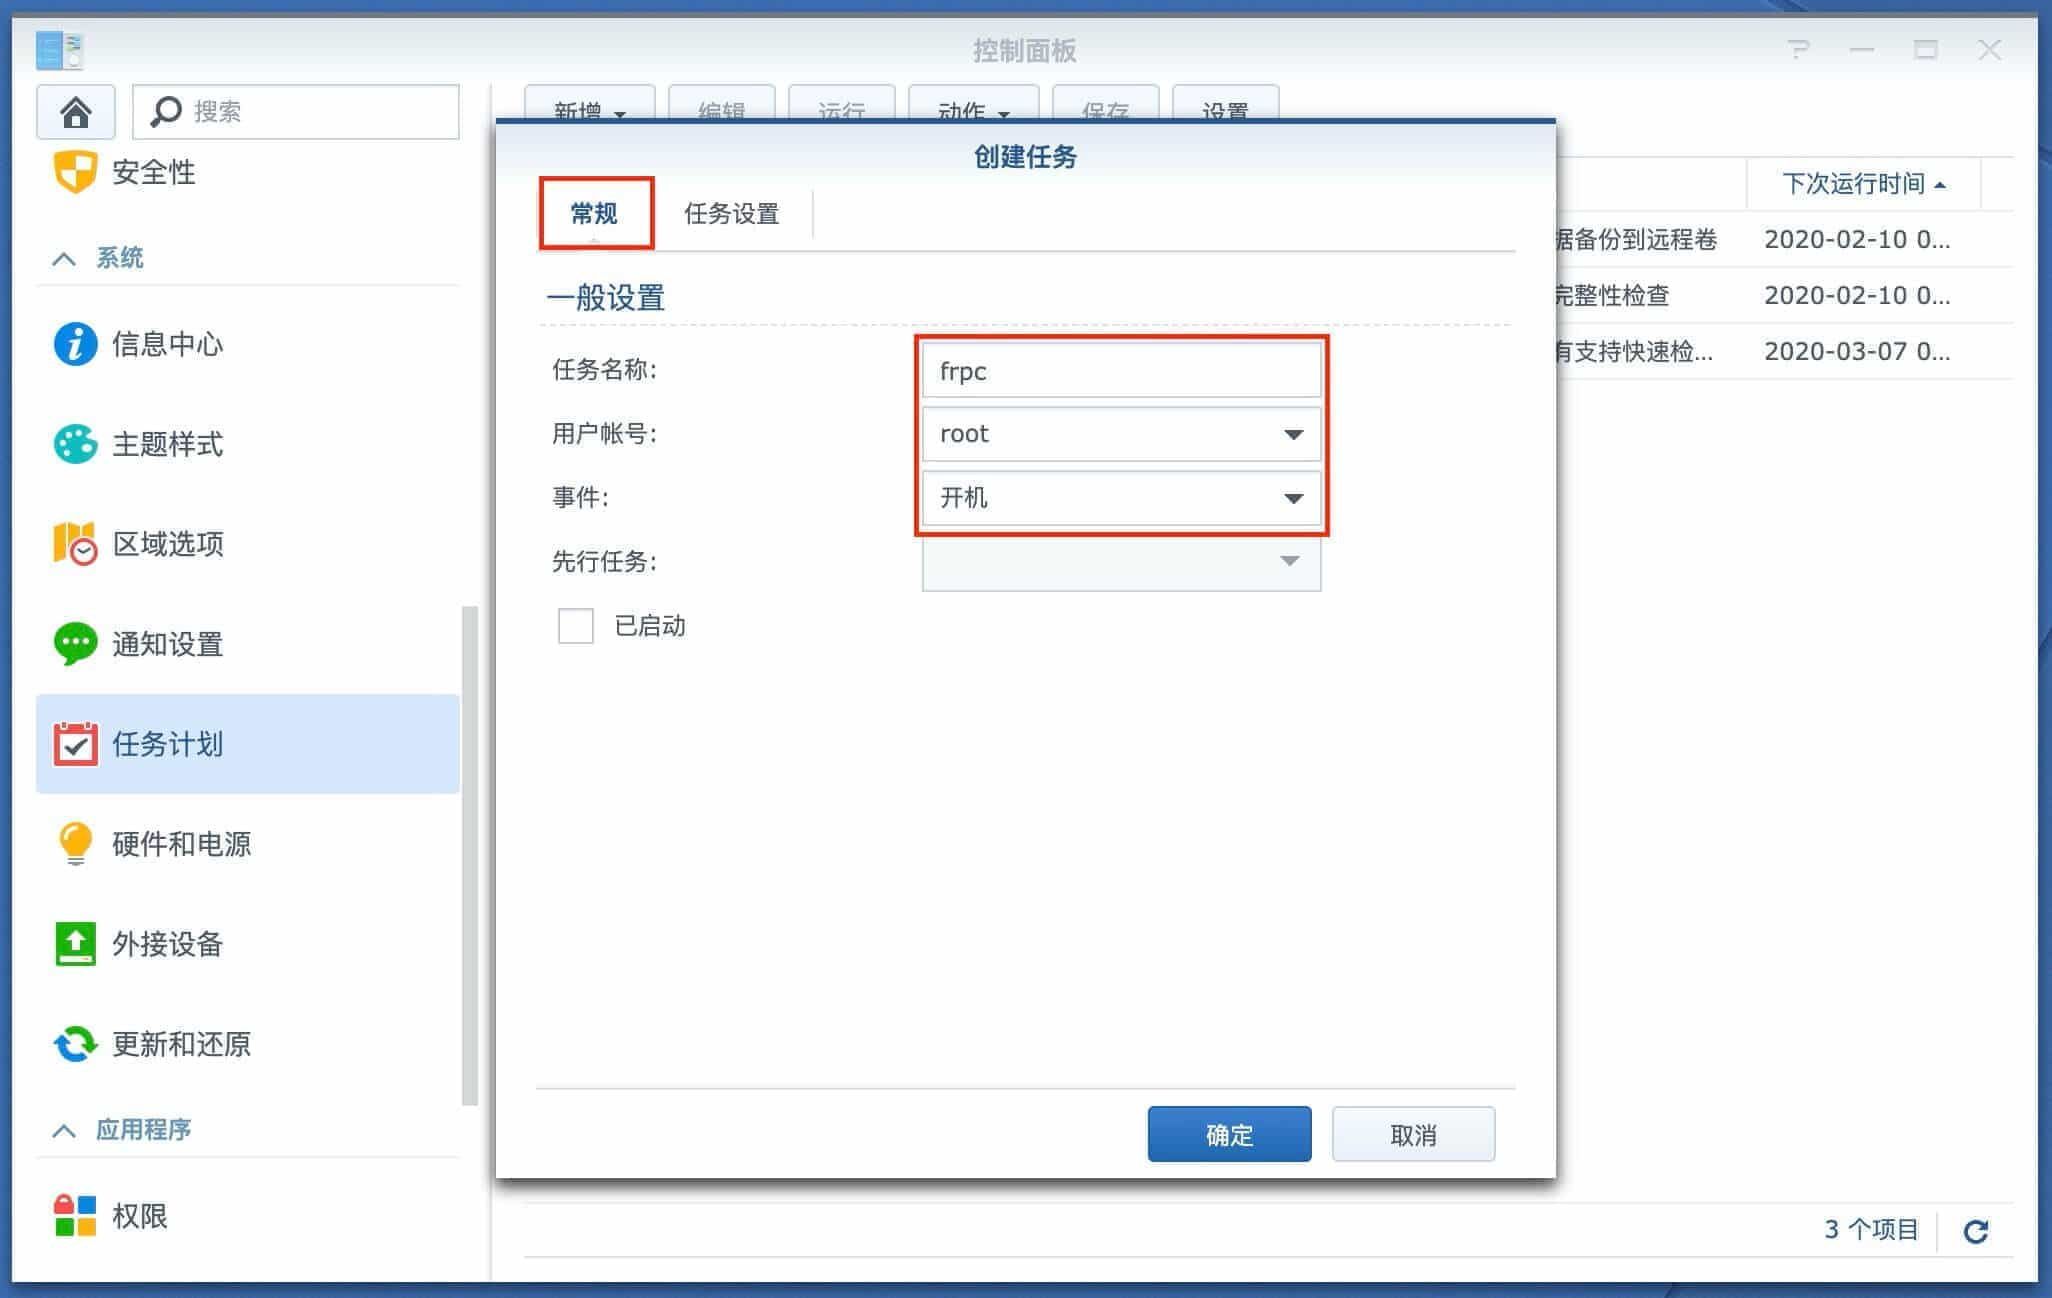 控制面板
搜索
新增
编辑
运行
动作
保存
设置
安全性
系统
信息中心
主题样式
区域选项
通知设置
任务计划
硬件和电源
外接设备
更新和还原
应用程序
权限
创建任务
常规
任务设置
一般设置
任务名称: frpc
用户帐号: root
事件: 开机
先行任务:
已启动
确定
取消
下次运行时间
据备份到远程卷 2020-02-10 0...
完整性检查 2020-02-10 0...
有支持快速检... 2020-03-07 0...
3 个项目